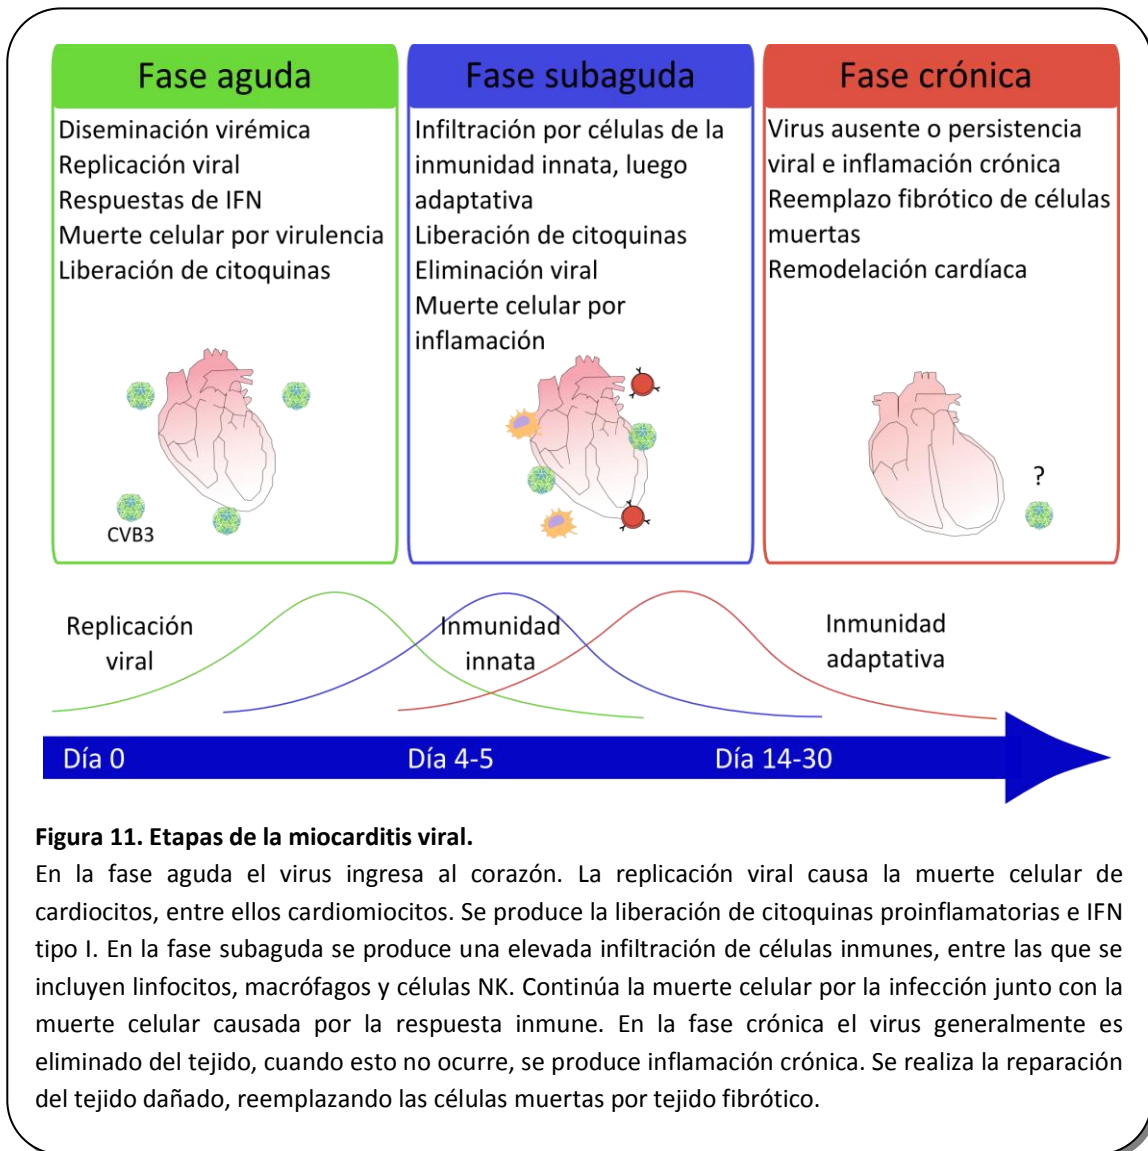 Fase aguda
Diseminación virémica
Replicación viral
Respuestas de IFN
Muerte celular por virulencia
Liberación de citoquinas
CVB3
Fase subaguda
Infiltración por células de la
inmunidad innata, luego
adaptativa
Liberación de citoquinas
Eliminación viral
Muerte celular por
inflamación
Fase crónica
Virus ausente o persistencia
viral e inflamación crónica
Reemplazo fibrótico de células
muertas
Remodelación cardíaca
?
Replicación
viral
Inmunidad
innata
Inmunidad
adaptativa
Día 0
Día 4-5
Día 14-30
Figura 11. Etapas de la miocarditis viral.
En la fase aguda el virus ingresa al corazón. La replicación viral causa la muerte celular de
cardiocitos, entre ellos cardiomiocitos. Se produce la liberación de citoquinas proinflamatorias e IFN
tipo I. En la fase subaguda se produce una elevada infiltración de células inmunes, entre las que se
incluyen linfocitos, macrófagos y células NK. Continúa la muerte celular por la infección junto con la
muerte celular causada por la respuesta inmune. En la fase crónica el virus generalmente es
eliminado del tejido, cuando esto no ocurre, se produce inflamación crónica. Se realiza la reparación
del tejido dañado, reemplazando las células muertas por tejido fibrótico.